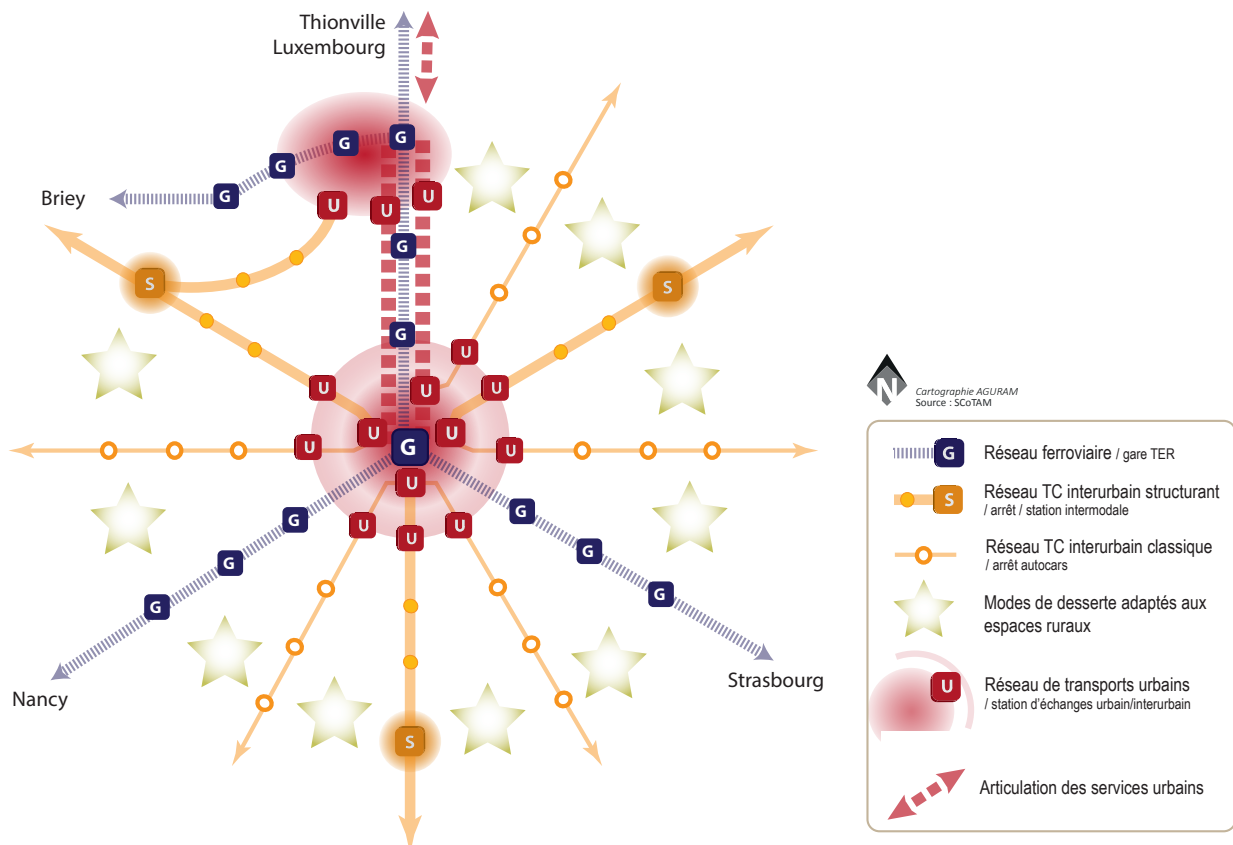 Thionville
Luxembourg
G
G
G
G
Briey
U
U
U
G
S
S
G
U
U
U
U
U
U
U
U
G
U
U
U
U
U
G
G
G
G
G
G
Nancy
Strasbourg
S
N
Cartographie AGURAM
Source : SCoTAM
G
Réseau ferroviaire / gare TER
S
Réseau TC interurbain structurant
/ arrêt / station intermodale
Réseau TC interurbain classique
/ arrêt autocars
Modes de desserte adaptés aux
espaces ruraux
U
Réseau de transports urbains
/ station d'échanges urbain/interurbain
Articulation des services urbains